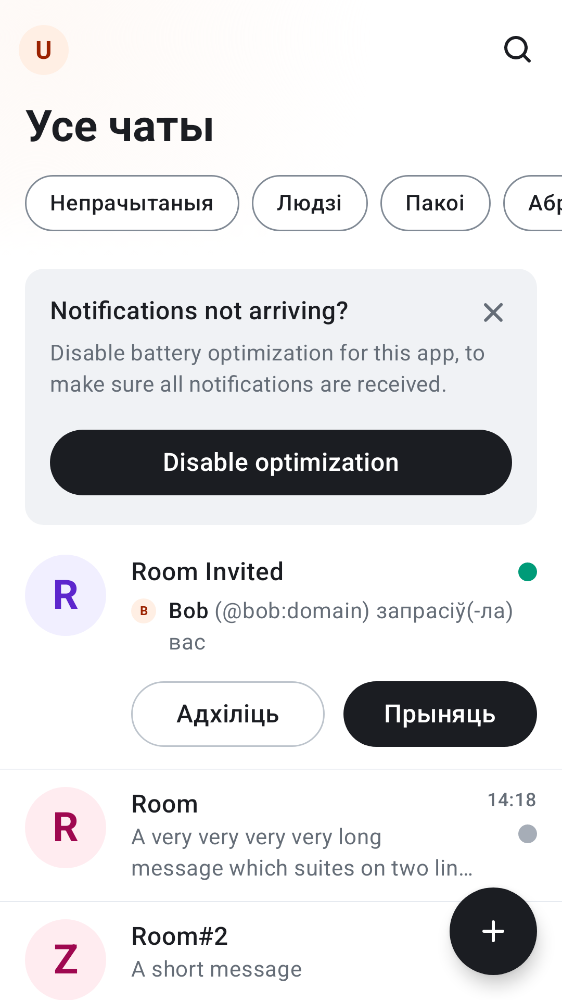 U
Усе чаты
Непрачытаныя
Людзі
Пакоі
Абр
Notifications not arriving?
Disable battery optimization for this app, to
make sure all notifications are received.
Disable optimization
R
Room Invited
B
Bob (@bob:domain) запрасіў(-ла)
вас
Адхіліць
Прыняць
R
Room
14:18
A very very very very long
message which suites on two lin…
Z
Room#2
A short message